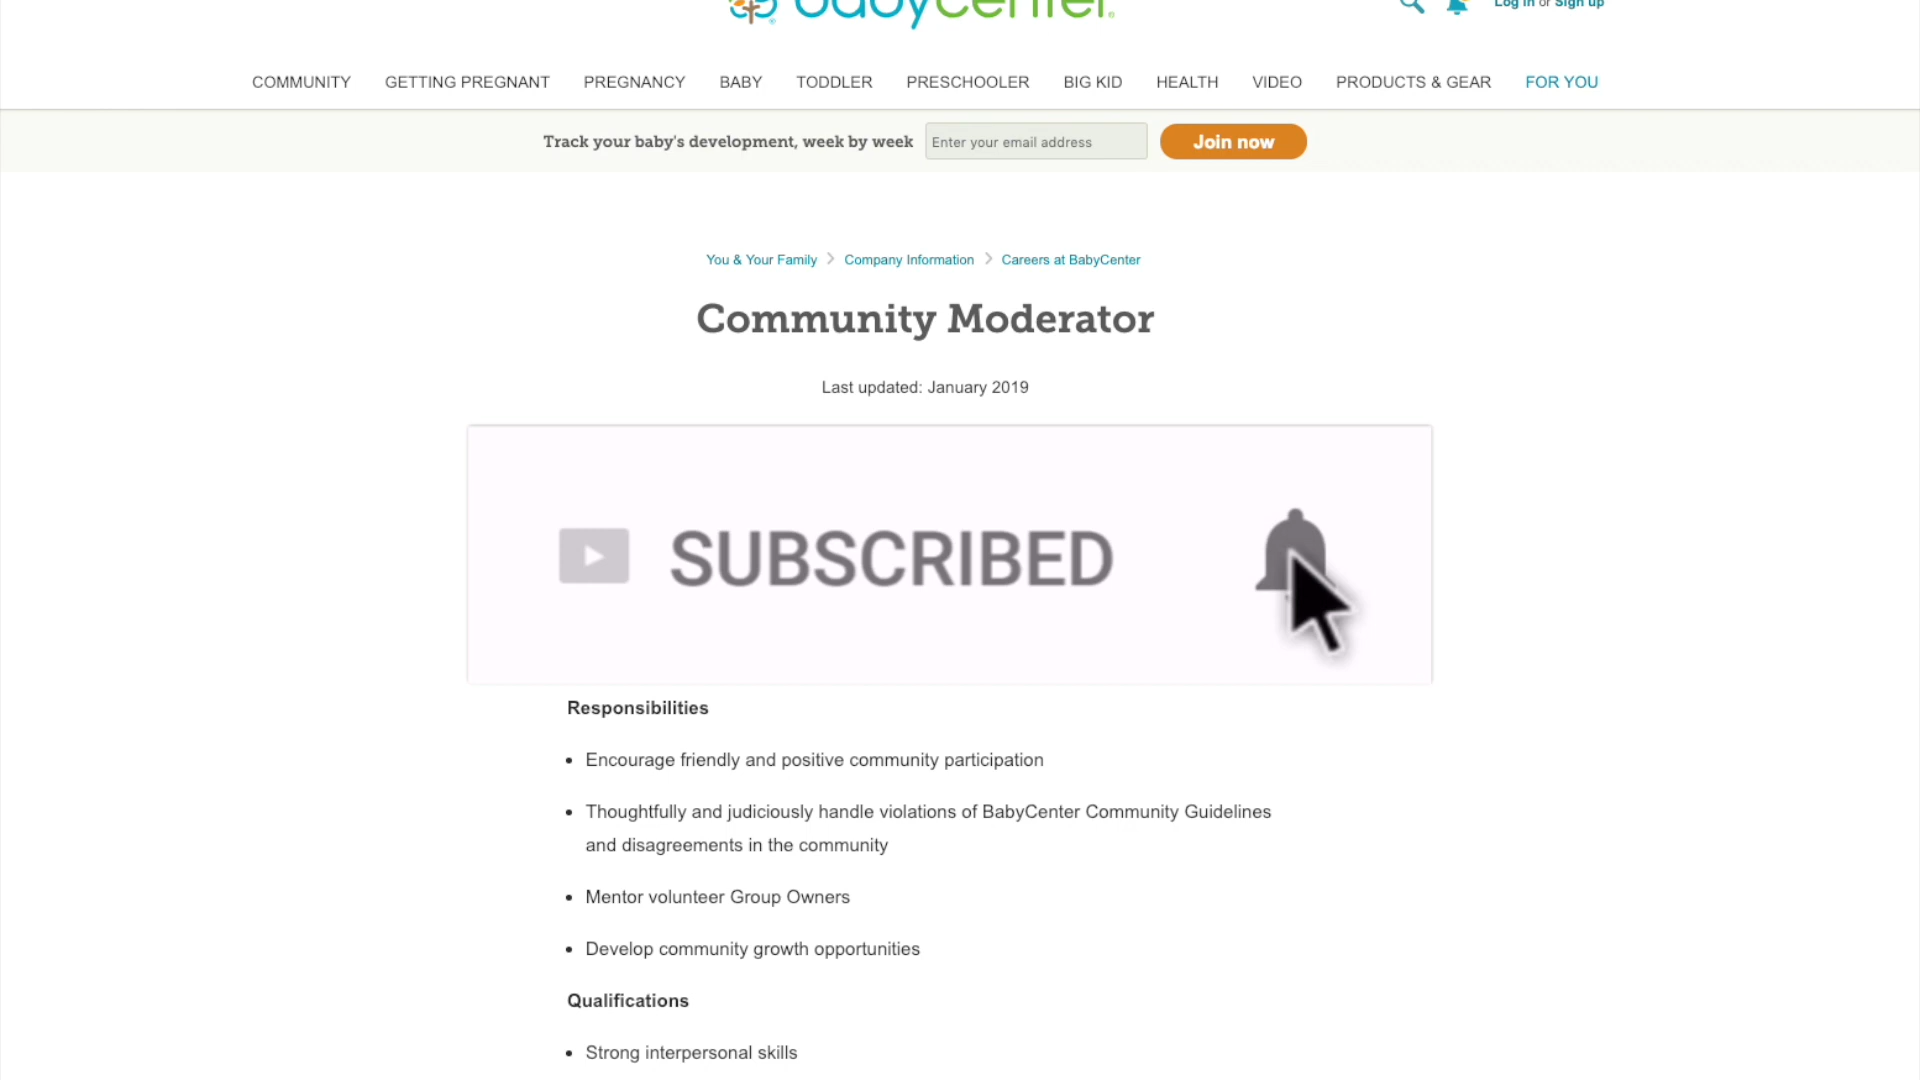 babycenter
Log in or Sign up
COMMUNITY GETTING PREGNANT PREGNANCY BABY TODDLER PRESCHOOLER BIG KID HEALTH VIDEO PRODUCTS & GEAR FOR YOU
Track your baby's development, week by week Enter your email address Join now
You & Your Family Company Information Careers at BabyCenter
Community Moderator
Last updated: January 2019
SUBSCRIBED
Responsibilities
• Encourage friendly and positive community participation
• Thoughtfully and judiciously handle violations of BabyCenter Community Guidelines
and disagreements in the community
• Mentor volunteer Group Owners
• Develop community growth opportunities
Qualifications
• Strong interpersonal skills